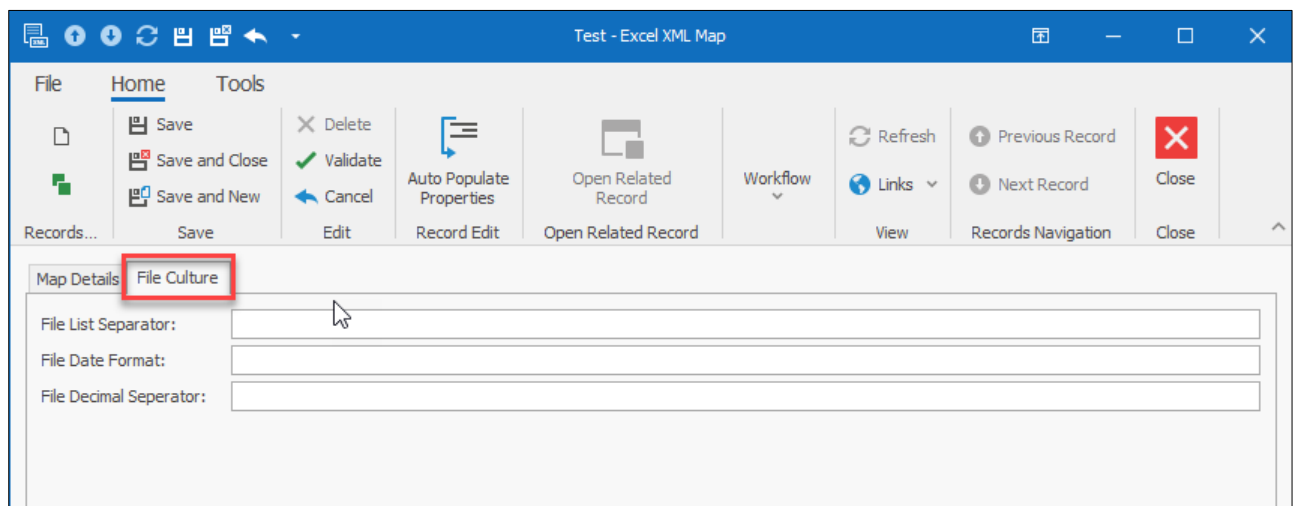 Test - Excel XML Map
File Home Tools
Save
Save and Close
Save and New
Delete
Validate
Cancel
Auto Populate
Properties
Open Related
Record
Workflow
Refresh
Links
Previous Record
Next Record
Close
Records... Save Edit Record Edit Open Related Record View Records Navigation Close
Map Details File Culture
File List Separator:
File Date Format:
File Decimal Seperator: